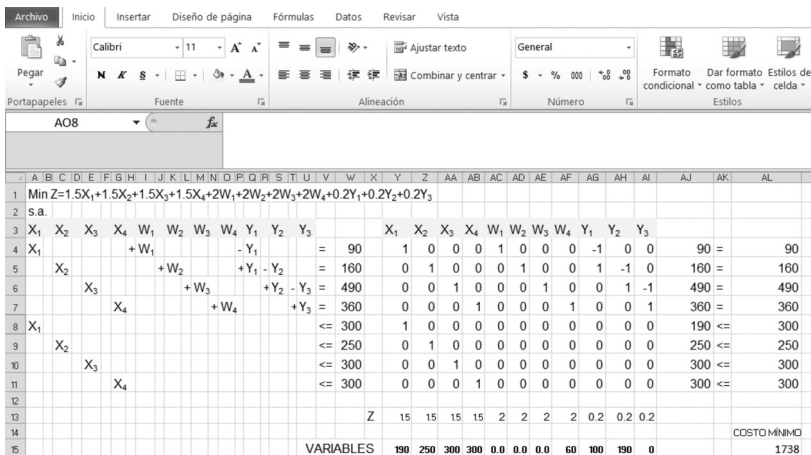 Archivo Inicio Insertar Diseño de página Fórmulas Datos Revisar Vista
Calibri 11 A A Ajustar texto General
Pegar N K S A Combinar y centrar $ % 000 Formato condicional Dar formato como tabla Estilos de celda
Portapapeles Fuente Alineación Número Estilos
AO8 fx
A B C D E F G H I J K L M N O P Q R S T U V W X Y Z AA AB AC AD AE AF AG AH AI AJ AK AL
1 Min Z=1.5X₁+1.5X₂+1.5X₃+1.5X₄+2W₁+2W₂+2W₃+2W₄+0.2Y₁+0.2Y₂+0.2Y₃
2 s.a.
3 X₁ X₂ X₃ X₄ W₁ W₂ W₃ W₄ Y₁ Y₂ Y₃ X₁ X₂ X₃ X₄ W₁ W₂ W₃ W₄ Y₁ Y₂ Y₃
4 X₁ + W₁ - Y₁ = 90 1 0 0 0 1 0 0 0 -1 0 0 90 = 90
5 X₂ + W₂ + Y₁ - Y₂ = 160 0 1 0 0 0 1 0 0 1 -1 0 160 = 160
6 X₃ + W₃ + Y₂ - Y₃ = 490 0 0 1 0 0 0 1 0 0 1 -1 490 = 490
7 X₄ + W₄ + Y₃ = 360 0 0 0 1 0 0 0 1 0 0 1 360 = 360
8 X₁ <= 300 1 0 0 0 0 0 0 0 0 0 0 190 <= 300
9 X₂ <= 250 0 1 0 0 0 0 0 0 0 0 0 250 <= 250
10 X₃ <= 300 0 0 1 0 0 0 0 0 0 0 0 300 <= 300
11 X₄ <= 300 0 0 0 1 0 0 0 0 0 0 0 300 <= 300
12
13 Z 1.5 1.5 1.5 1.5 2 2 2 2 0.2 0.2 0.2
14 COSTO MÍNIMO
15 VARIABLES 190 250 300 300 0.0 0.0 0.0 60 100 190 0 1738